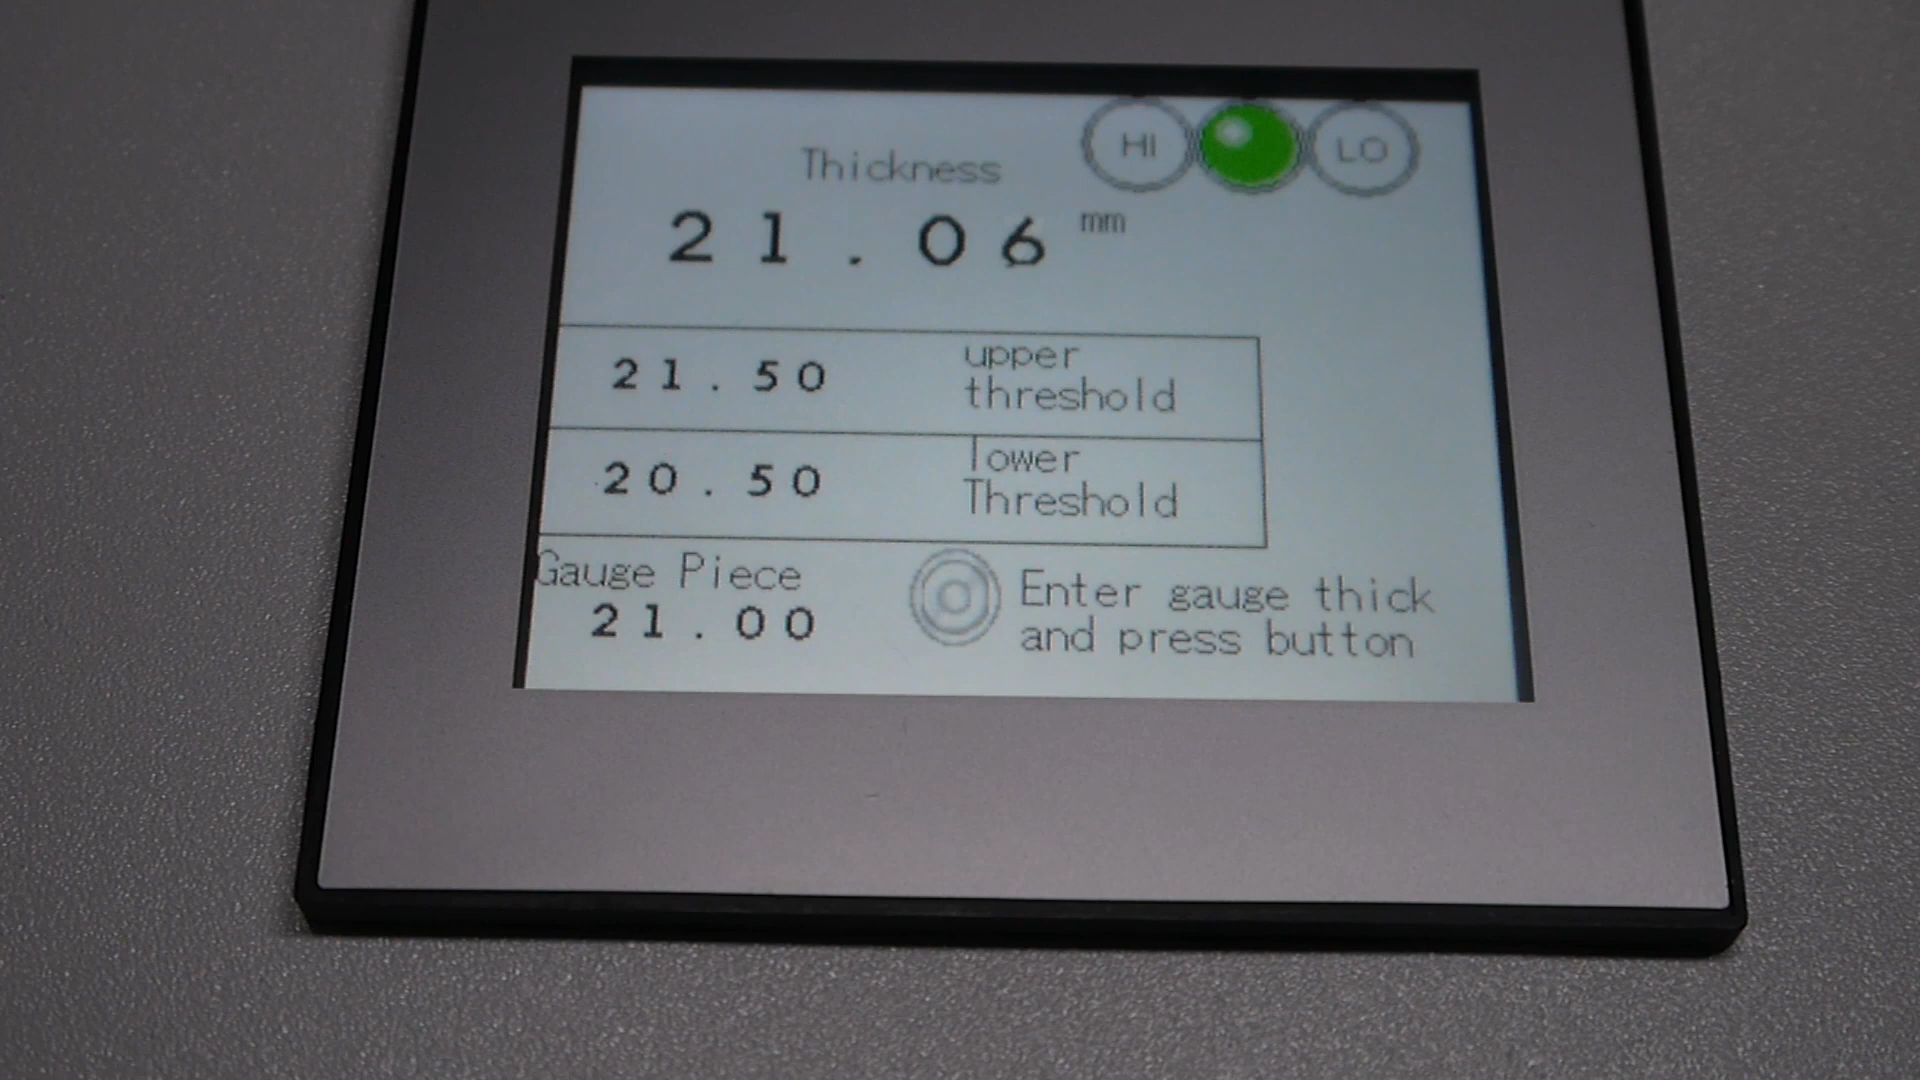 HI LO
Thickness
21.06 mm
21.50 upper
threshold
20.50 lower
Threshold
Gauge Piece
21.00
Enter gauge thick
and press button